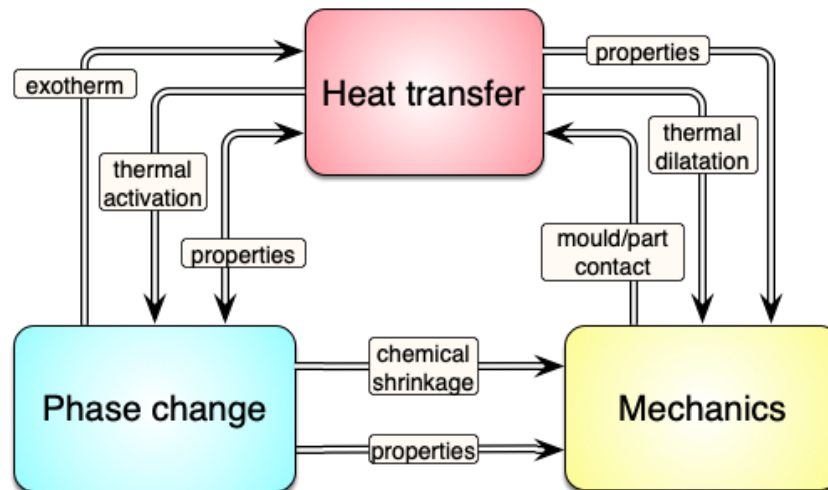 exotherm
Heat transfer
properties
thermal
activation
thermal
dilatation
properties
mould/part
contact
Phase change
chemical
shrinkage
Mechanics
properties